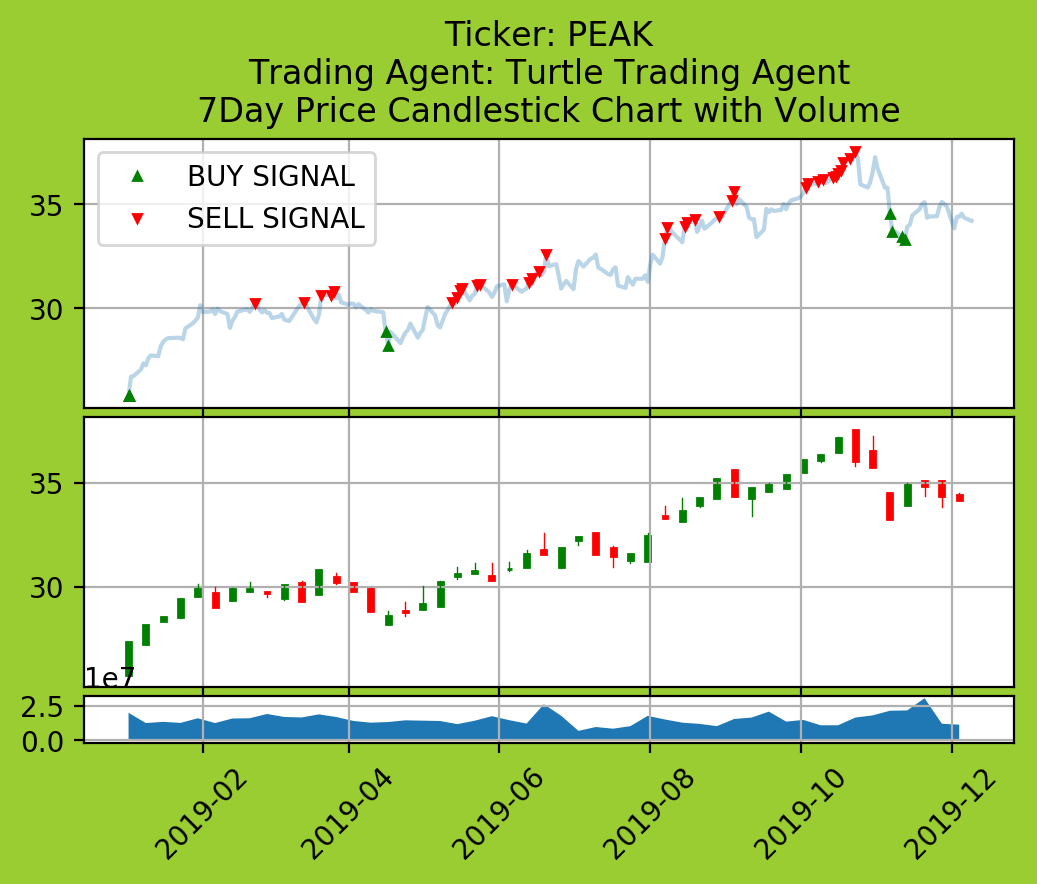 Ticker: PEAK
Trading Agent: Turtle Trading Agent
7Day Price Candlestick Chart with Volume
BUY SIGNAL
SELL SIGNAL
35
30
35
30
1e7
2.5
0.0
2019-02
2019-04
2019-06
2019-08
2019-10
2019-12